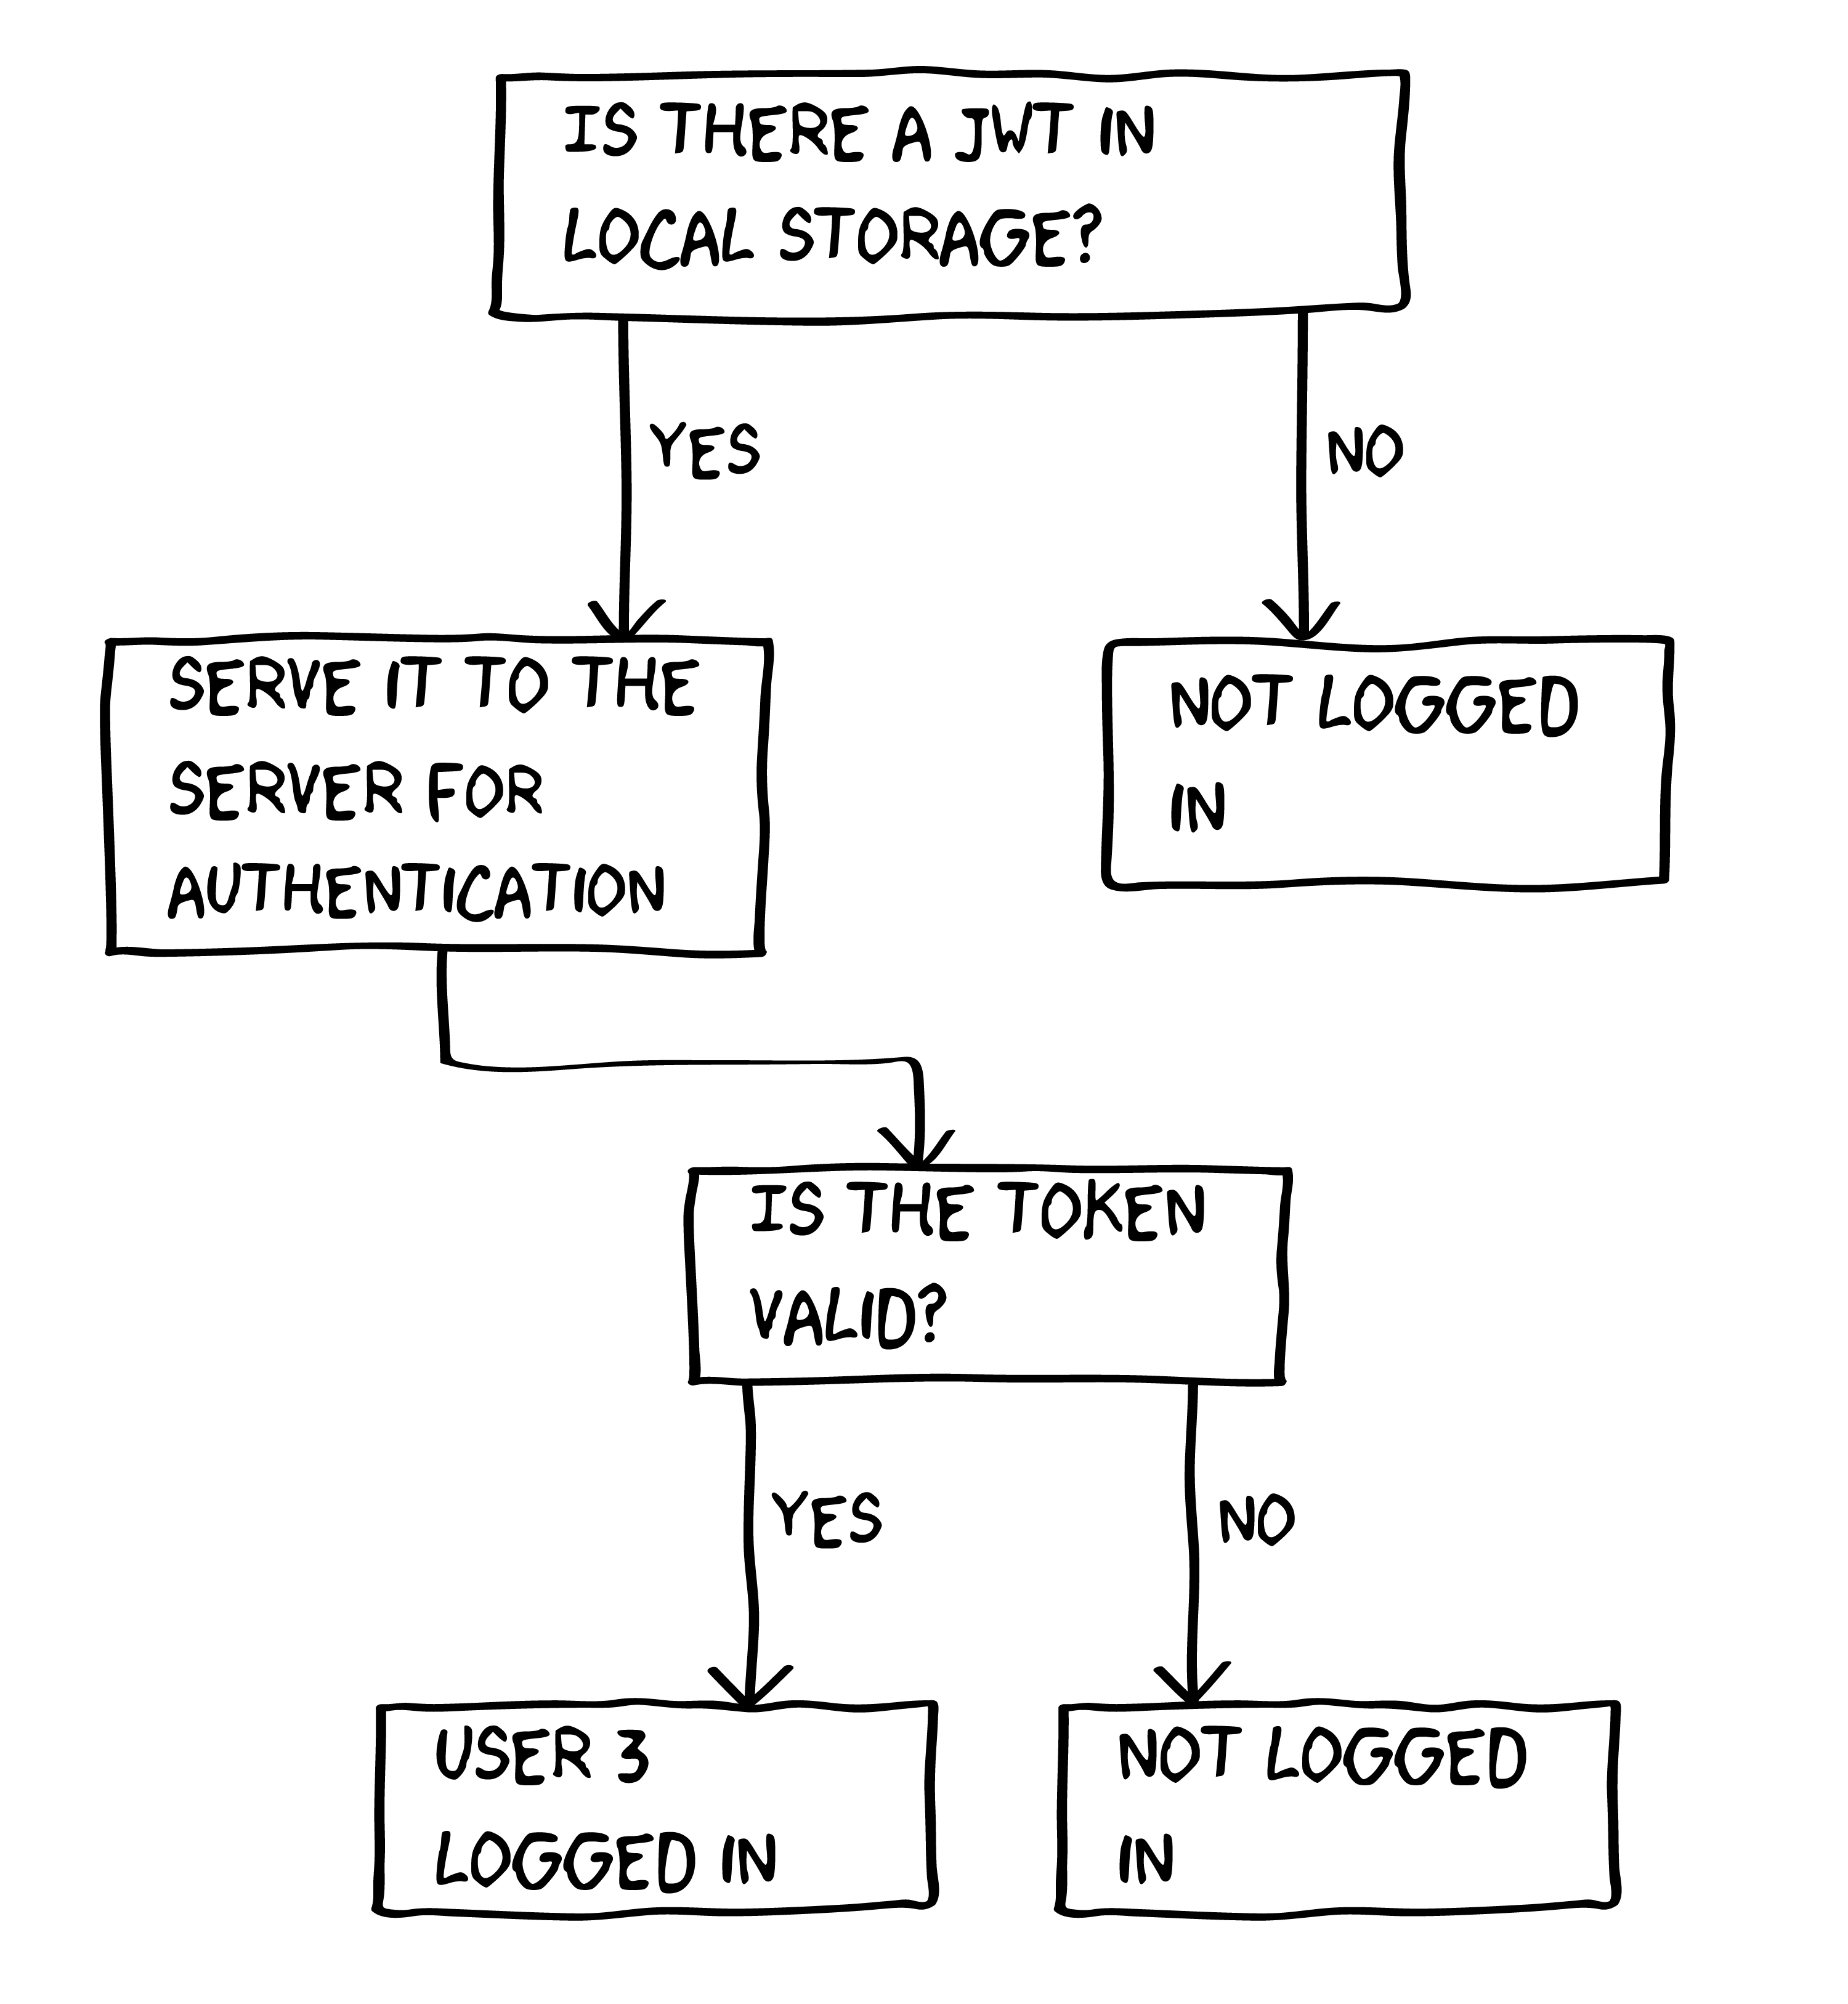 IS THERE A JWT IN
LOCAL STORAGE?
YES
NO
SERVE IT TO THE
SERVER FOR
AUTHENTICATION
NOT LOGGED
IN
IS THE TOKEN
VALID?
YES
NO
USER 3
LOGGED IN
NOT LOGGED
IN